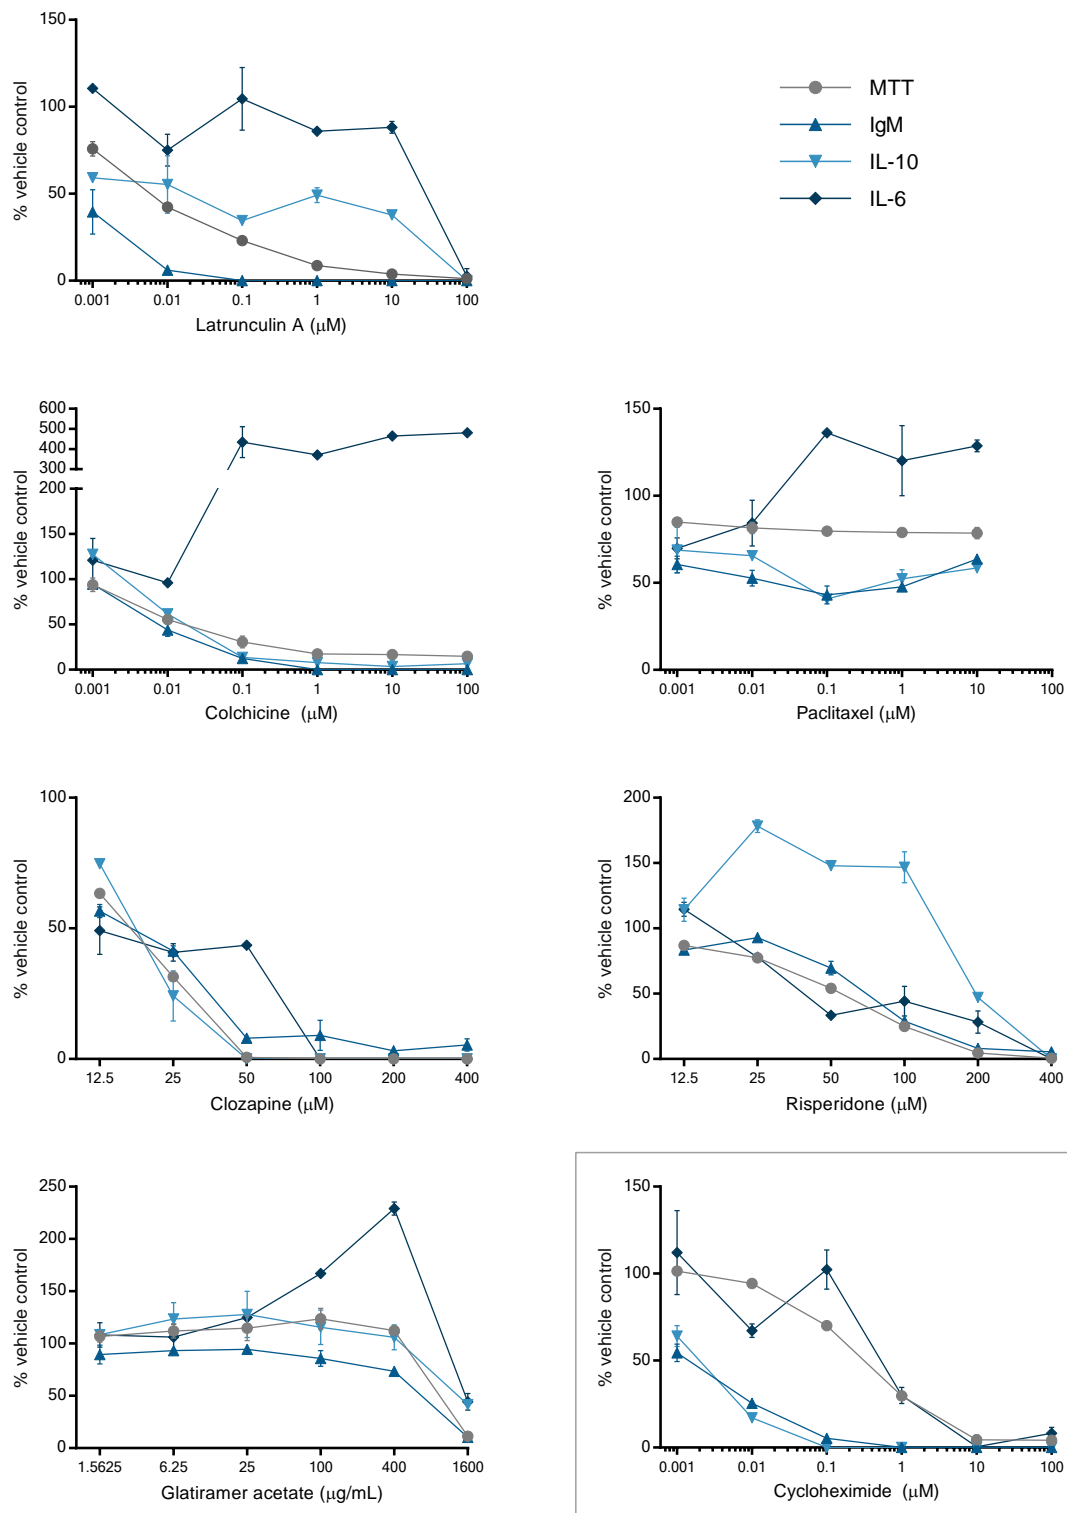 150
100
50
0
% vehicle control
0.001 0.01 0.1 1 10 100
Latrunculin A (μM)
MTT
IgM
IL-10
IL-6
600
500
400
300
200
150
100
50
0
% vehicle control
0.001 0.01 0.1 1 10 100
Colchicine (μM)
150
100
50
0
% vehicle control
0.001 0.01 0.1 1 10 100
Paclitaxel (μM)
100
50
0
% vehicle control
12.5 25 50 100 200 400
Clozapine (μM)
200
150
100
50
0
% vehicle control
12.5 25 50 100 200 400
Risperidone (μM)
250
200
150
100
50
0
% vehicle control
1.5625 6.25 25 100 400 1600
Glatiramer acetate (μg/mL)
150
100
50
0
% vehicle control
0.001 0.01 0.1 1 10 100
Cycloheximide (μM)